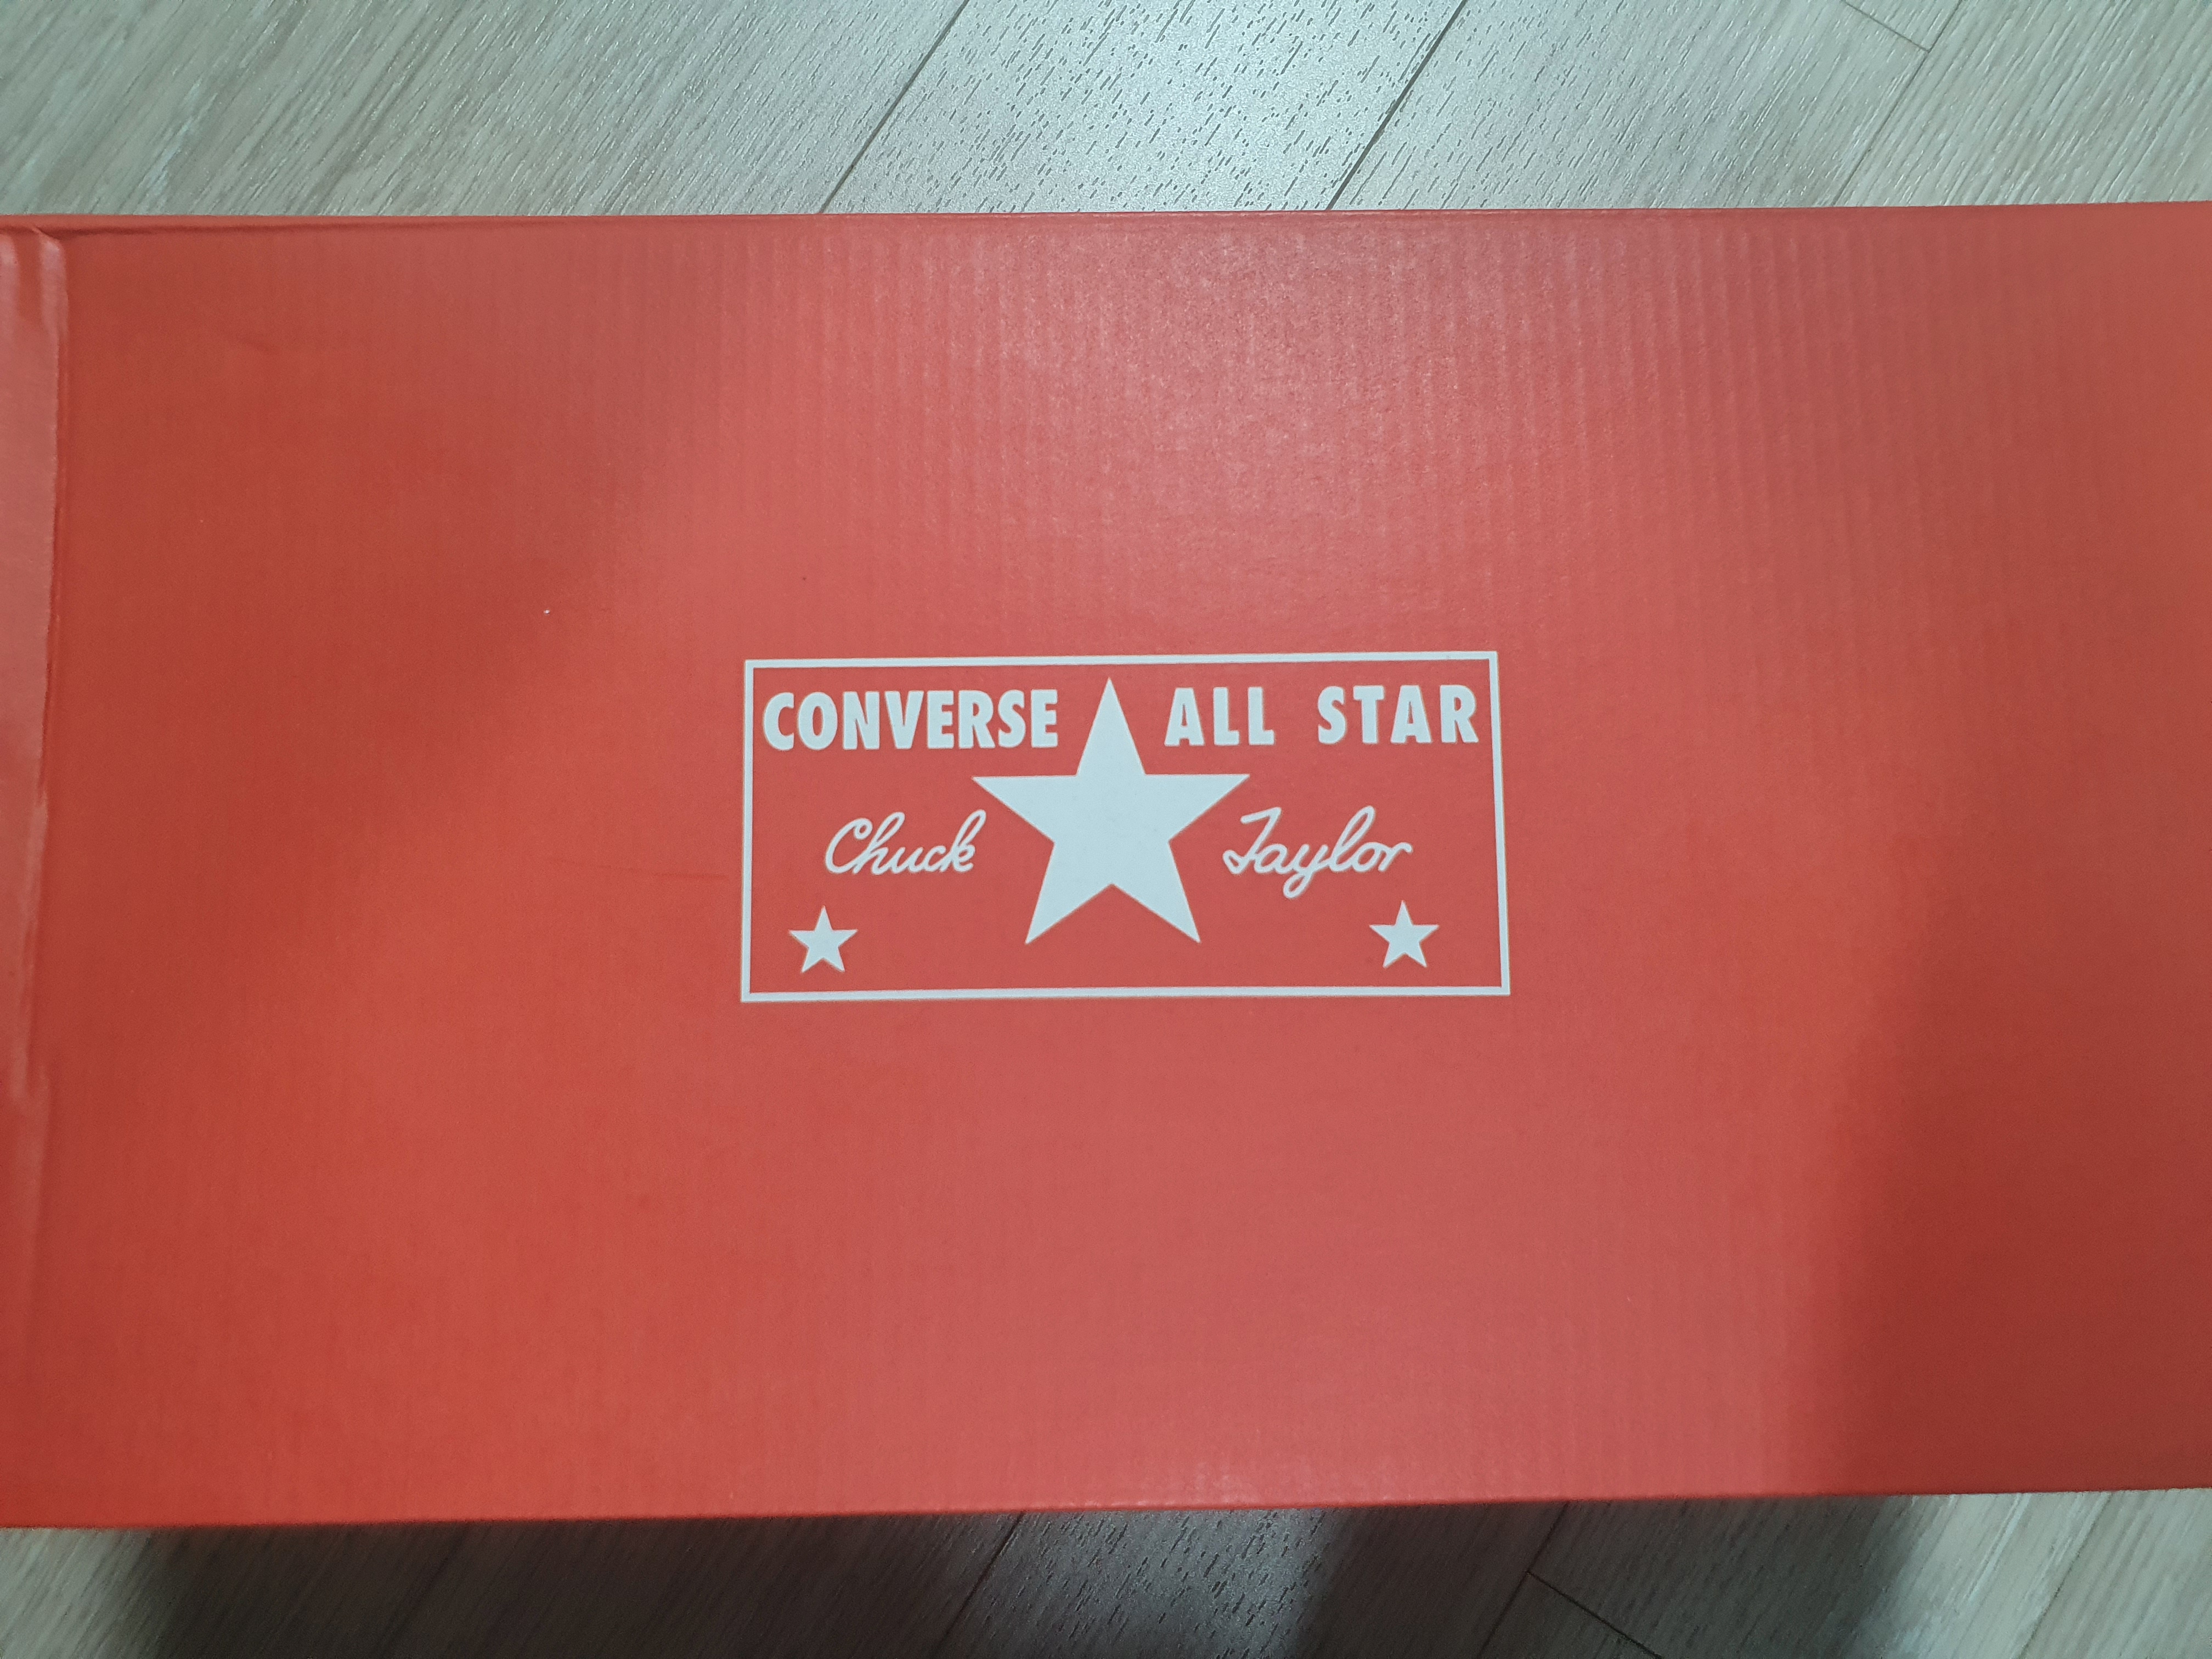 CONVERSE ALL STAR
Chuck Taylor